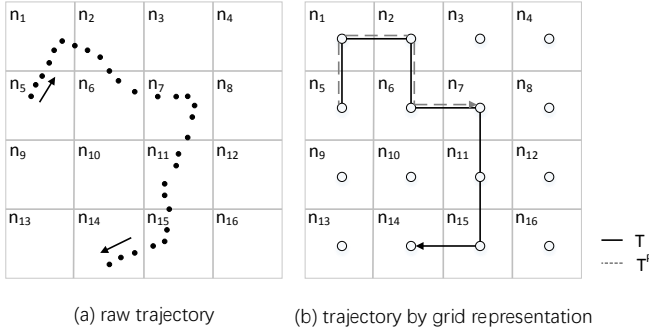 n1 n2 n3 n4
n5 n6 n7 n8
n9 n10 n11 n12
n13 n14 n15 n16
n1 n2 n3 n4
n5 n6 n7 n8
n9 n10 n11 n12
n13 n14 n15 n16
T
T
(a) raw trajectory
(b) trajectory by grid representation